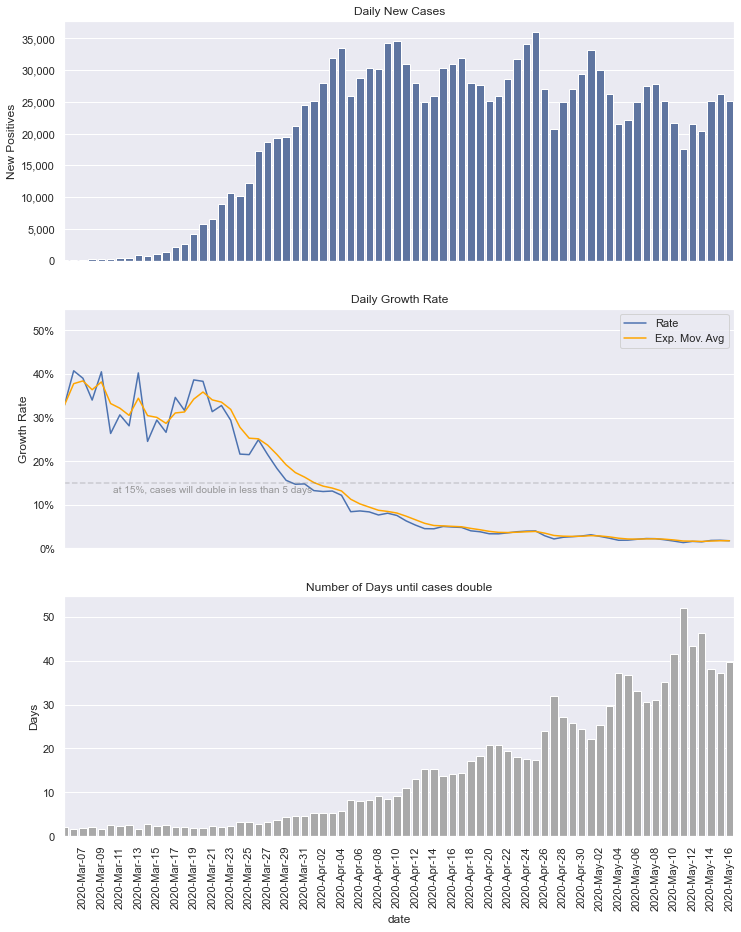 Daily New Cases
35,000
30,000
25,000
20,000
15,000
10,000
5,000
0
New Positives
Daily Growth Rate
50%
40%
30%
20%
10%
0%
Growth Rate
Rate
Exp. Mov. Avg
at 15%, cases will double in less than 5 days
Number of Days until cases double
50
40
30
20
10
0
Days
2020-Mar-07
2020-Mar-09
2020-Mar-11
2020-Mar-13
2020-Mar-15
2020-Mar-17
2020-Mar-19
2020-Mar-21
2020-Mar-23
2020-Mar-25
2020-Mar-27
2020-Mar-29
2020-Mar-31
2020-Apr-02
2020-Apr-04
2020-Apr-06
2020-Apr-08
2020-Apr-10
2020-Apr-12
2020-Apr-14
2020-Apr-16
2020-Apr-18
2020-Apr-20
2020-Apr-22
2020-Apr-24
2020-Apr-26
2020-Apr-28
2020-Apr-30
2020-May-02
2020-May-04
2020-May-06
2020-May-08
2020-May-10
2020-May-12
2020-May-14
2020-May-16
date